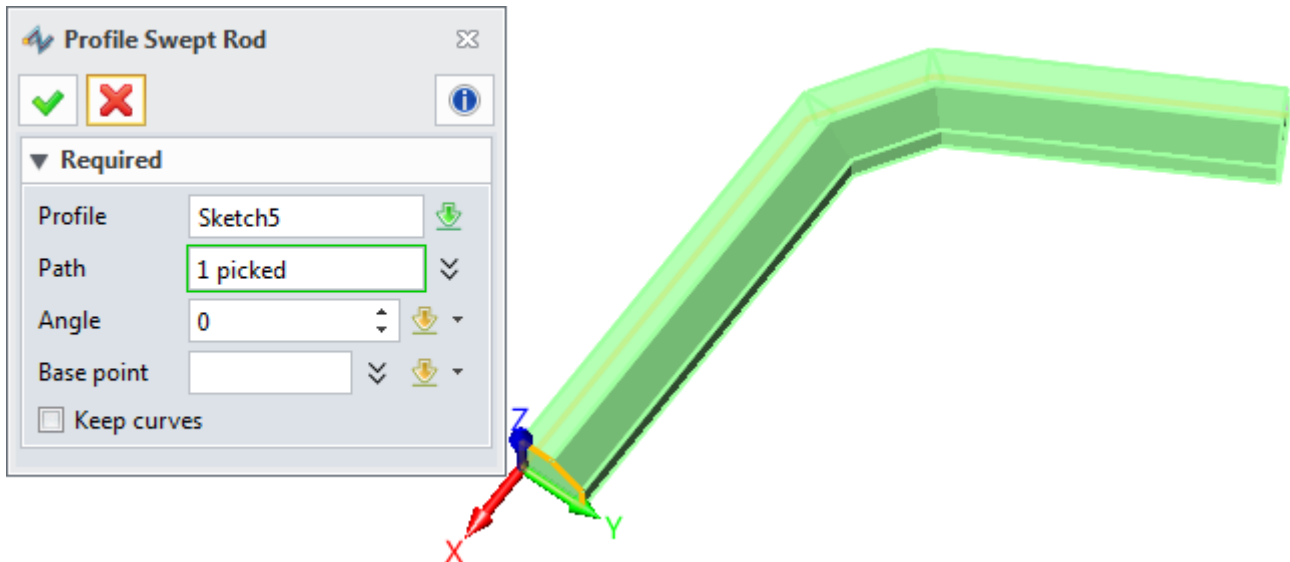 Profile Swept Rod
Required
Profile Sketch5
Path 1 picked
Angle 0
Base point
Keep curves
Z
Y
X